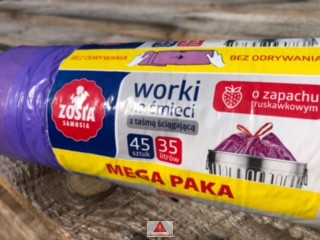 BEZ ODRYWANIA
BEZ ODRYWANIA
ZOSIA
SAMOSIA
worki
na śmieci
z taśmą ściągającą
o zapachu
truskawkowym
45
sztuk
35
litrów
MEGA PAKA